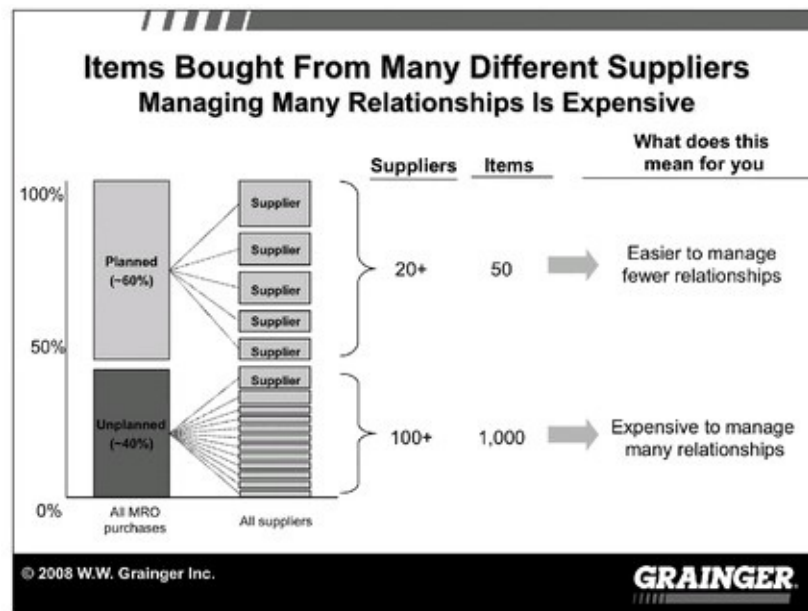 Items Bought From Many Different Suppliers
Managing Many Relationships Is Expensive
Suppliers
Items
What does this
mean for you
100%
50%
0%
Planned
(~60%)
Unplanned
(~40%)
Supplier
Supplier
Supplier
Supplier
Supplier
Supplier
20+
50
Easier to manage
fewer relationships
100+
1,000
Expensive to manage
many relationships
All MRO
purchases
All suppliers
© 2008 W.W. Grainger Inc.
GRAINGER